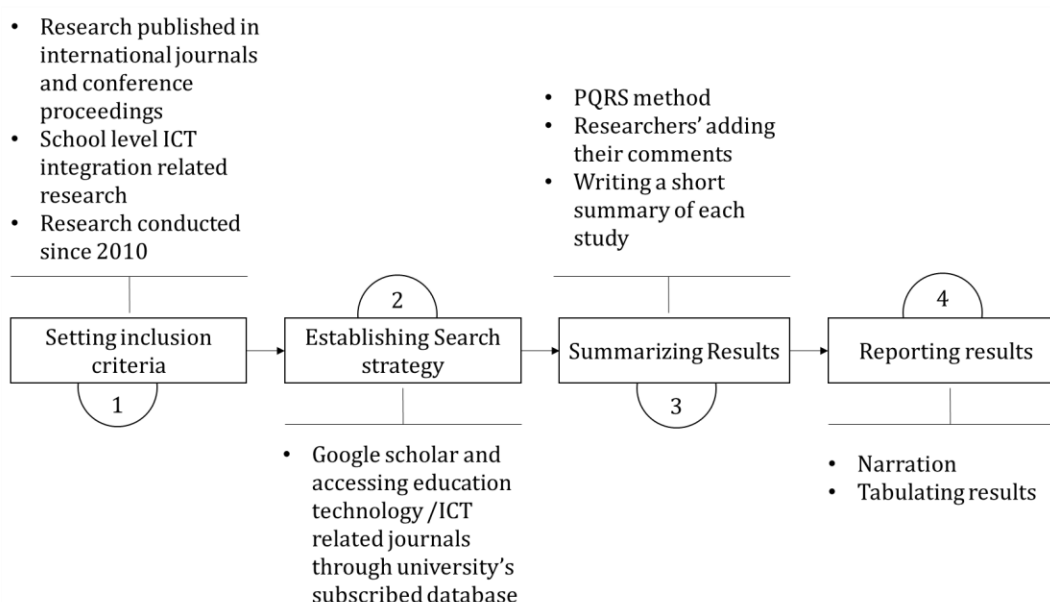 • Research published in
international journals
and conference
proceedings
• School level ICT
integration related
research
• Research conducted
since 2010
• PQRS method
• Researchers’ adding
their comments
• Writing a short
summary of each
study
2
4
Setting inclusion
criteria
Establishing Search
strategy
Summarizing Results
Reporting results
1
3
• Google scholar and
accessing education
technology /ICT
related journals
through university’s
subscribed database
• Narration
• Tabulating results